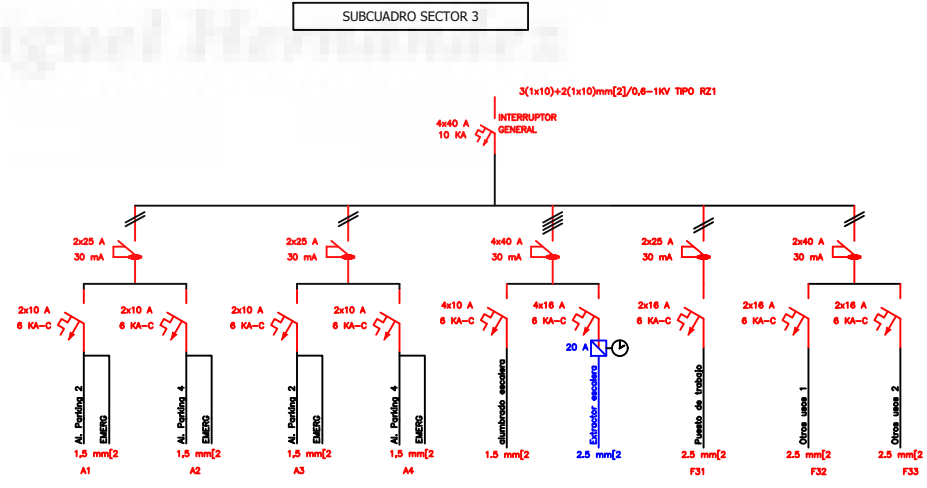 SUBCUADRO SECTOR 3
3(1x10)+2(1x10)mm[2]/0,6-1KV TIPO RZ1
4x40 A
10 KA
INTERRUPTOR
GENERAL
2x25 A
30 mA
2x25 A
30 mA
4x40 A
30 mA
2x25 A
30 mA
2x40 A
30 mA
2x10 A
6 KA-C
2x10 A
6 KA-C
2x10 A
6 KA-C
2x10 A
6 KA-C
4x10 A
6 KA-C
4x16 A
6 KA-C
2x16 A
6 KA-C
2x16 A
6 KA-C
2x16 A
6 KA-C
20 A
Al. Parking 2
EMERG
Al. Parking 4
EMERG
Al. Parking 2
EMERG
Al. Parking 4
EMERG
alumbrado escalera
Extractor escalera
Puesto de trabajo
Otros usos 1
Otros usos 2
1,5 mm[2
1,5 mm[2
1,5 mm[2
1,5 mm[2
1.5 mm[2
2.5 mm[2
2.5 mm[2
2.5 mm[2
2.5 mm[2
A1
A2
A3
A4
F31
F32
F33